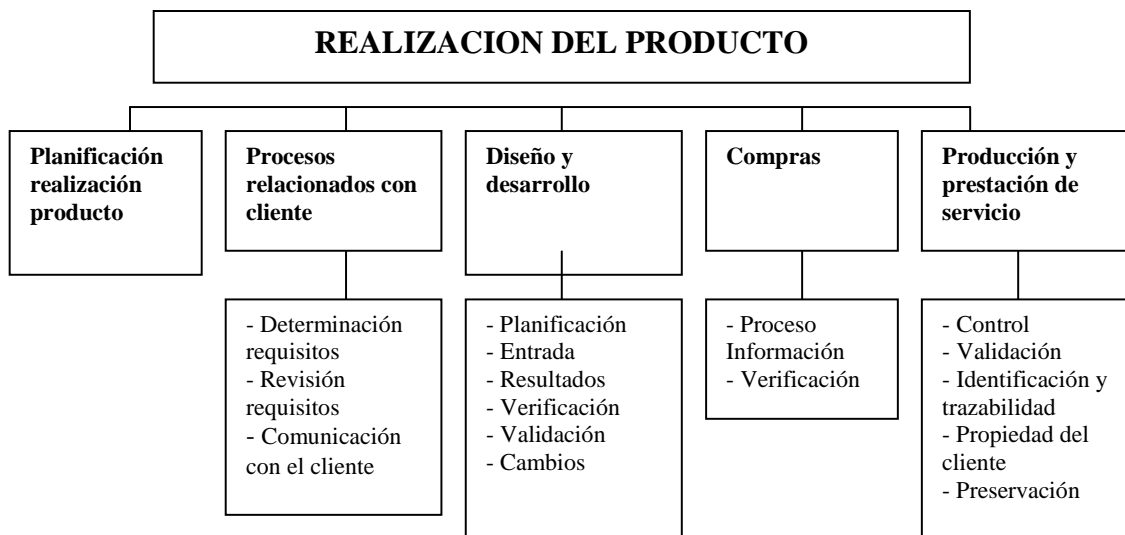 REALIZACION DEL PRODUCTO
Planificación
realización
producto
Procesos
relacionados con
cliente
Diseño y
desarrollo
Compras
Producción y
prestación de
servicio
- Determinación
requisitos
- Revisión
requisitos
- Comunicación
con el cliente
- Planificación
- Entrada
- Resultados
- Verificación
- Validación
- Cambios
- Proceso
Información
- Verificación
- Control
- Validación
- Identificación y
trazabilidad
- Propiedad del
cliente
- Preservación